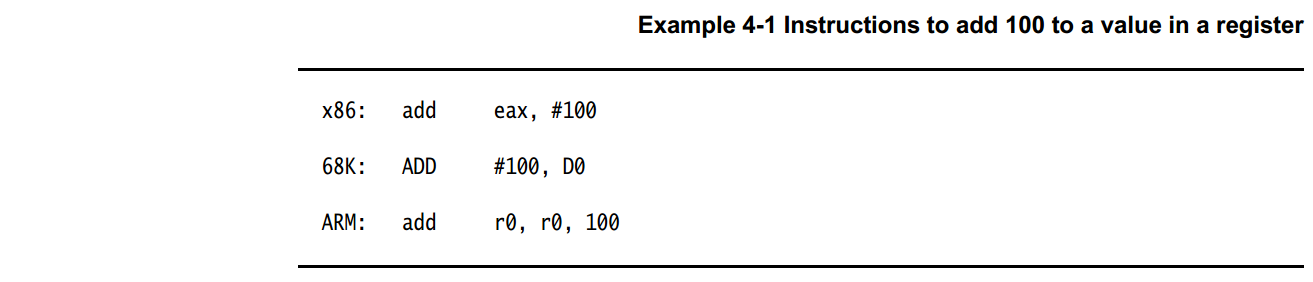 Example 4-1 Instructions to add 100 to a value in a register
x86: add eax, #100
68K: ADD #100, D0
ARM: add r0, r0, 100